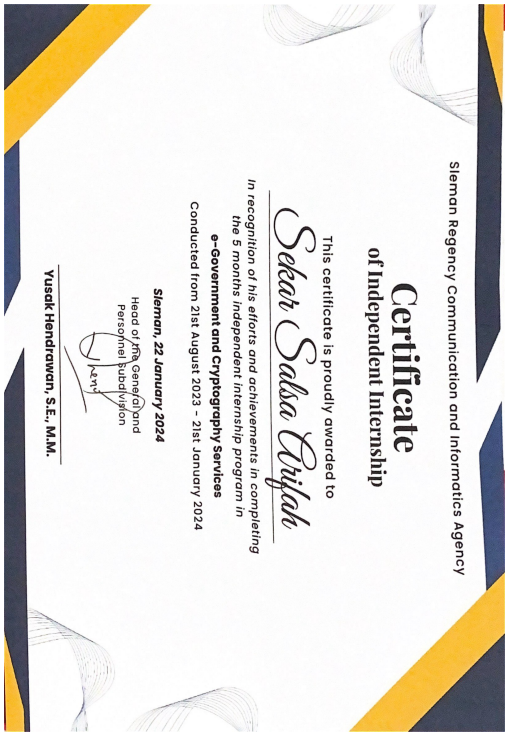 Sleman Regency Communication and Informatics Agency
Certificate
of Independent Internship
This certificate is proudly awarded to
Sekar Salsa Arifah
In recognition of his efforts and achievements in completing
the 5 months independent internship program in
e-Government and Cryptography Services
Conducted from 21st August 2023 - 21st January 2024
Sleman, 22 January 2024
Head of the General and
Personnel Subdivision
Yusak Hendrawan, S.E., M.M.